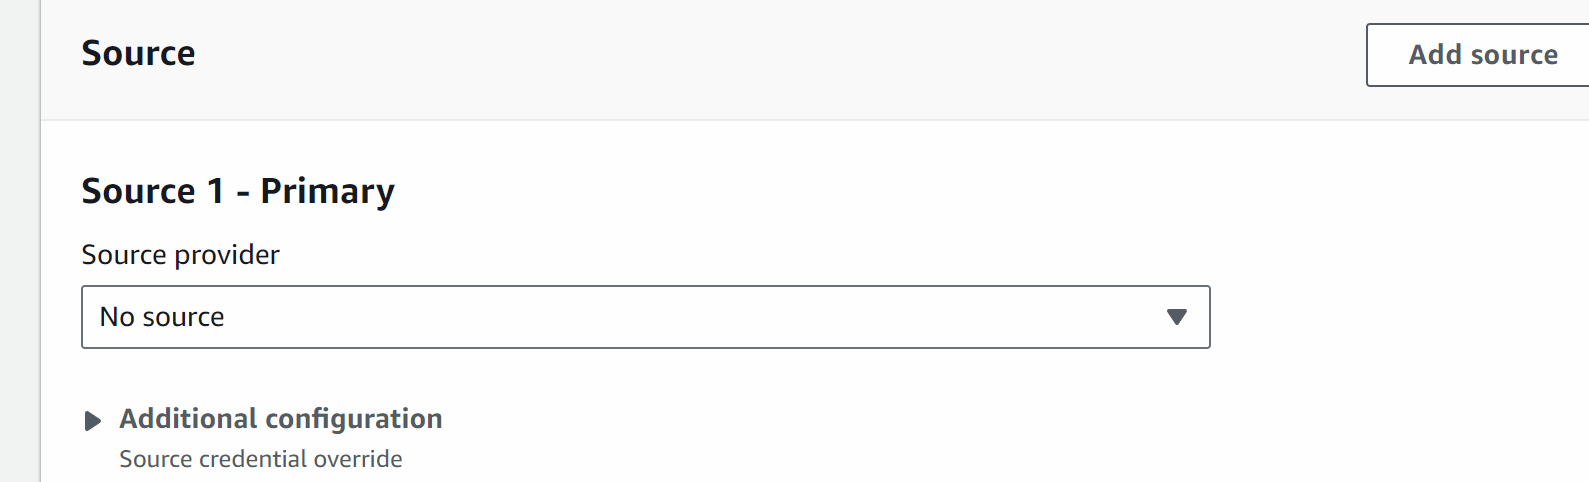 Source
Add source
Source 1 - Primary
Source provider
No source
Additional configuration
Source credential override